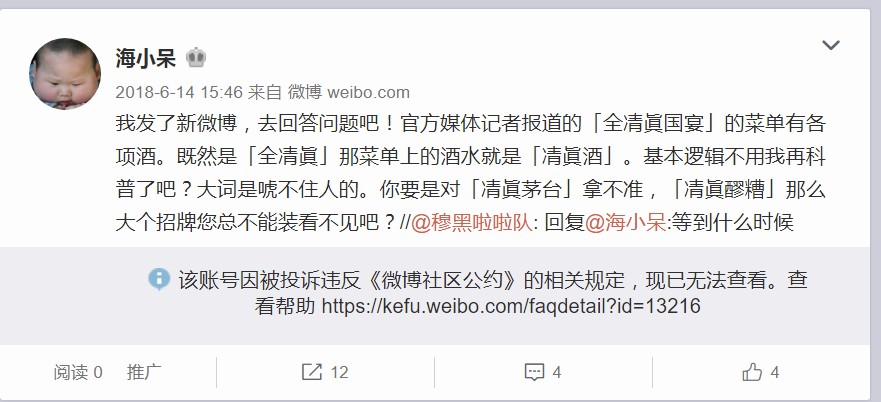 海小呆
2018-6-14 15:46 来自 微博 weibo.com
我发了新微博，去回答问题吧！官方媒体记者报道的「全凊眞国宴」的菜单有各
项酒。既然是「全凊眞」那菜单上的酒水就是「凊眞酒」。基本逻辑不用我再科
普了吧？大词是唬不住人的。你要是对「凊眞茅台」拿不准，「凊眞醪糟」那么
大个招牌您总不能装看不见吧？//@穆黑啦啦队: 回复@海小呆:等到什么时候
该账号因被投诉违反《微博社区公约》的相关规定，现已无法查看。查
看帮助 https://kefu.weibo.com/faqdetail?id=13216
阅读 0 推广 12 4 4